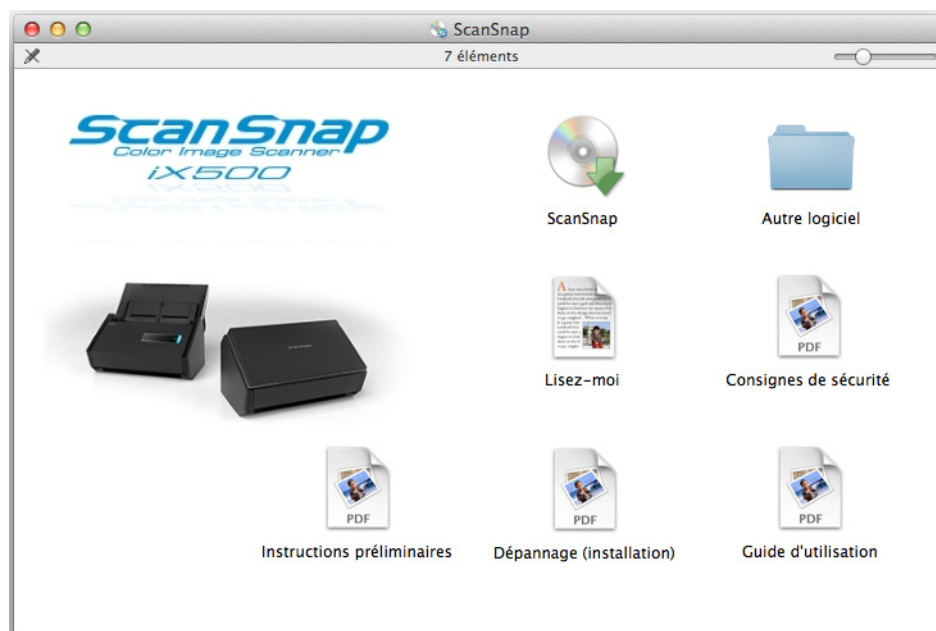 ScanSnap
7 éléments
ScanSnap
Color Image Scanner
iX500
ScanSnap
Autre logiciel
Lisez-moi
PDF
Consignes de sécurité
PDF
PDF
PDF
Instructions préliminaires
Dépannage (installation)
Guide d'utilisation